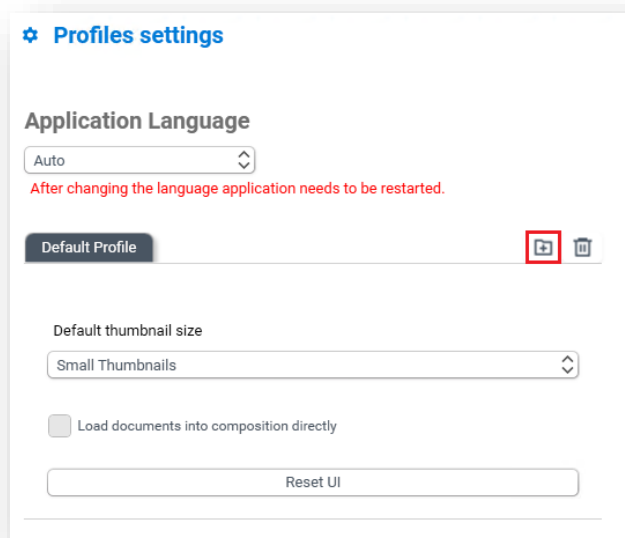 Profiles settings
Application Language
Auto
After changing the language application needs to be restarted.
Default Profile
Default thumbnail size
Small Thumbnails
Load documents into composition directly
Reset UI